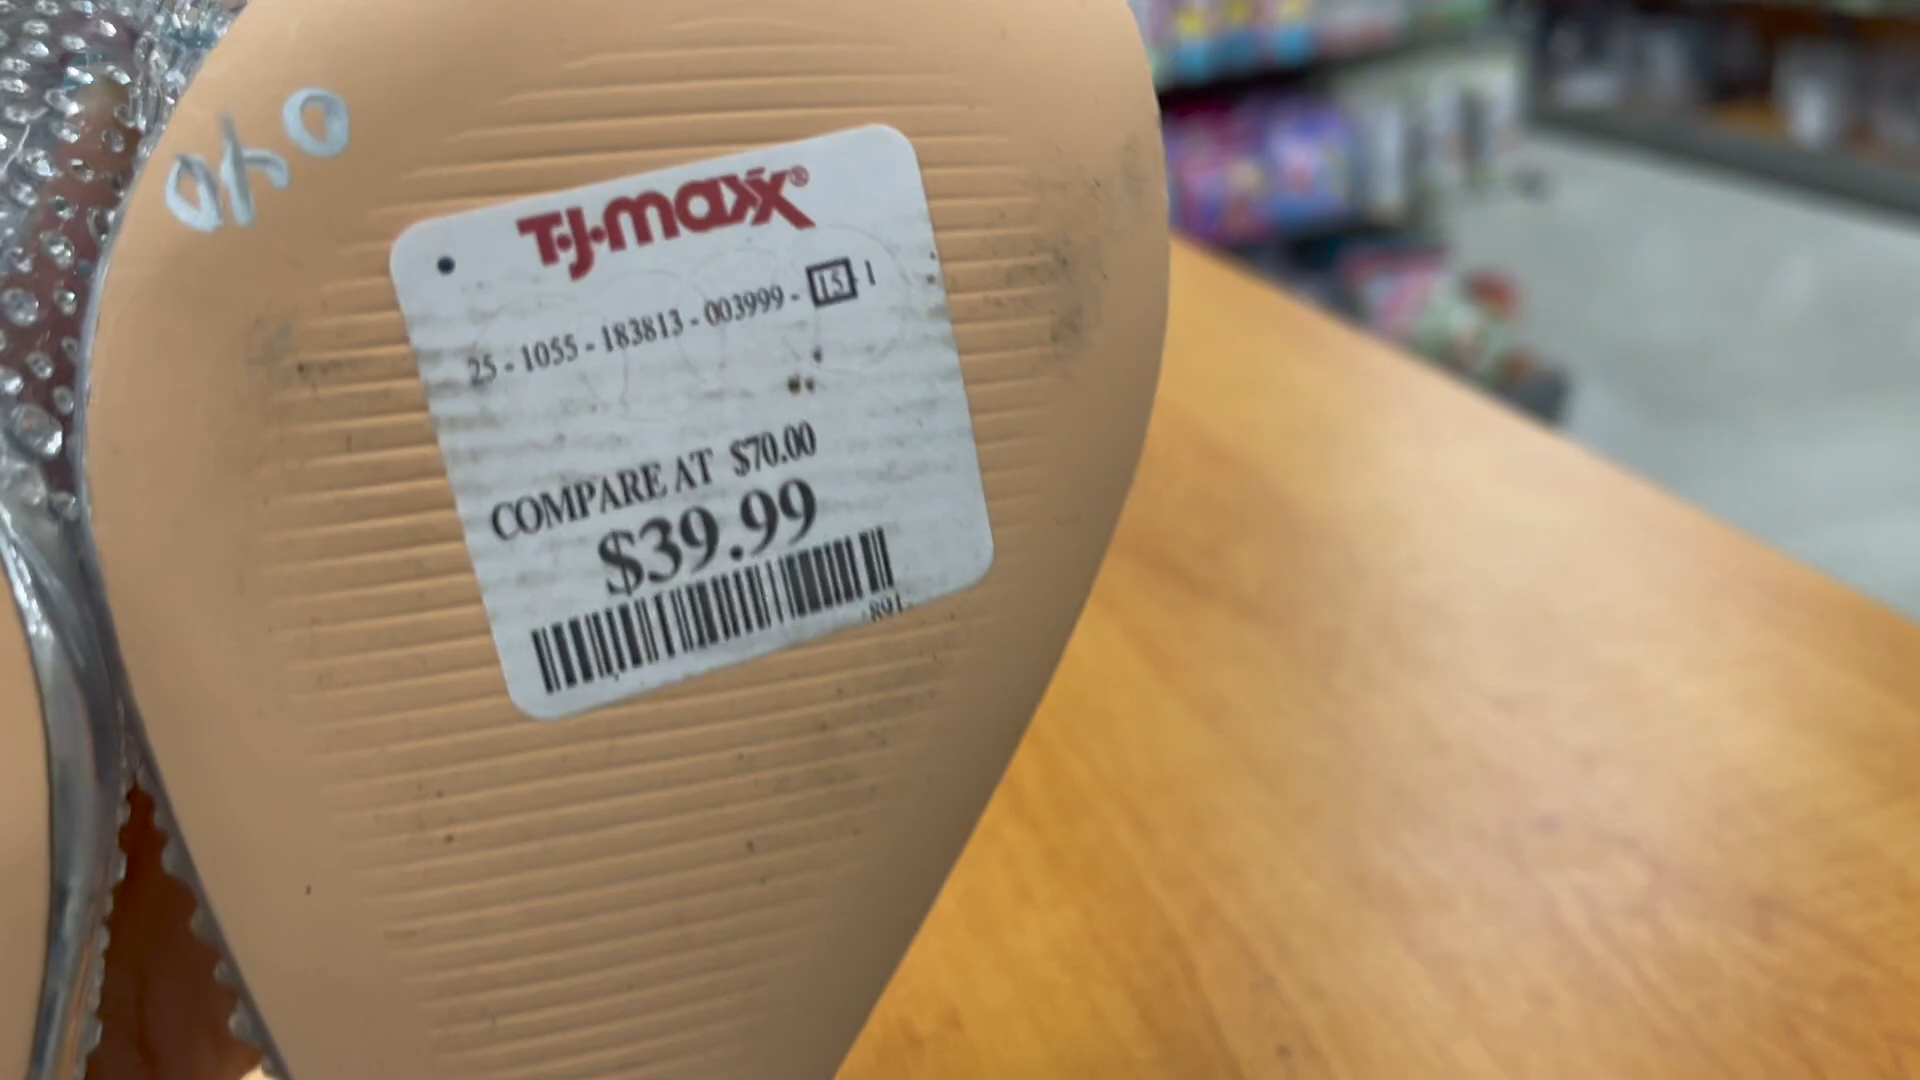 T·J·maxx®
25 - 1055 - 183813 - 003999 - 15 - 1
COMPARE AT $70.00
$39.99
-891-